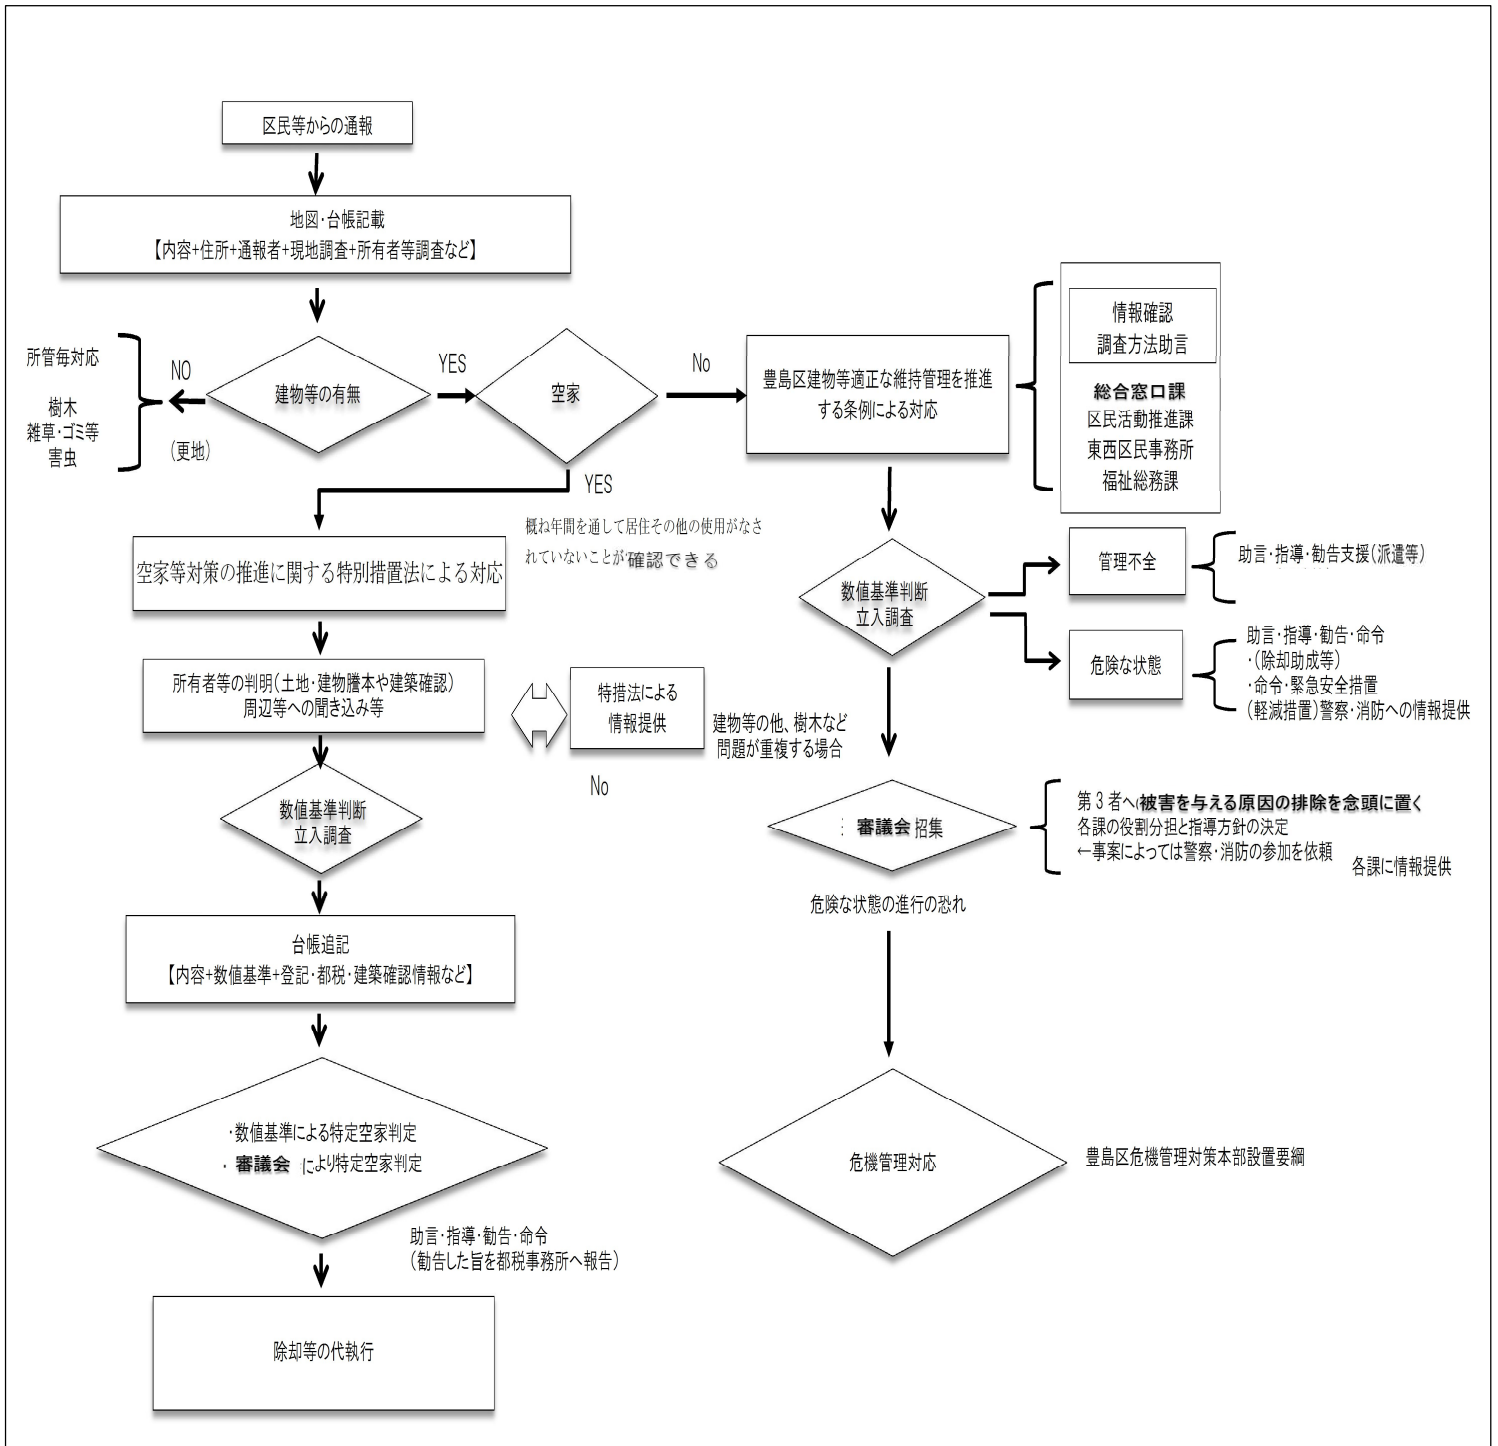 区民等からの通報
地図・台帳記載
【内容+住所+通報者+現地調査+所有者等調査など】
所管毎対応
樹木
雑草・ゴミ等
害虫
NO
(更地)
建物等の有無
YES
空家
No
YES
豊島区建物等適正な維持管理を推進
する条例による対応
情報確認
調査方法助言
総合窓口課
区民活動推進課
東西区民事務所
福祉総務課
概ね年間を通して居住その他の使用がなさ
れていないことが確認できる
空家等対策の推進に関する特別措置法による対応
数値基準判断
立入調査
管理不全
助言・指導・勧告支援(派遣等)
危険な状態
助言・指導・勧告・命令
・(除却助成等)
・命令・緊急安全措置
(軽減措置)警察・消防への情報提供
所有者等の判明(土地・建物謄本や建築確認)
周辺等への聞き込み等
特措法による
情報提供
建物等の他、樹木など
問題が重複する場合
No
数値基準判断
立入調査
審議会 招集
第3者へ被害を与える原因の排除を念頭に置く
各課の役割分担と指導方針の決定
←事案によっては警察・消防の参加を依頼
各課に情報提供
危険な状態の進行の恐れ
台帳追記
【内容+数値基準+登記・都税・建築確認情報など】
・数値基準による特定空家判定
・審議会 により特定空家判定
危機管理対応
豊島区危機管理対策本部設置要綱
助言・指導・勧告・命令
(勧告した旨を都税事務所へ報告)
除却等の代執行